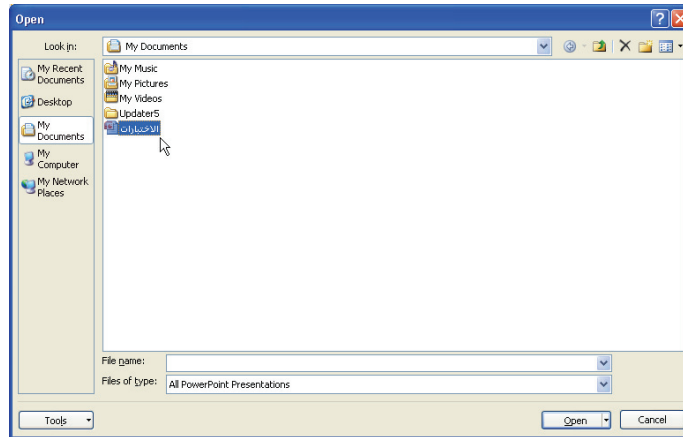 Open
Look in:
My Documents
My Recent
Documents
Desktop
My
Documents
My
Computer
My Network
Places
My Music
My Pictures
My Videos
Updater5
الاختبارات
File name:
Files of type:
All PowerPoint Presentations
Tools
Open
Cancel